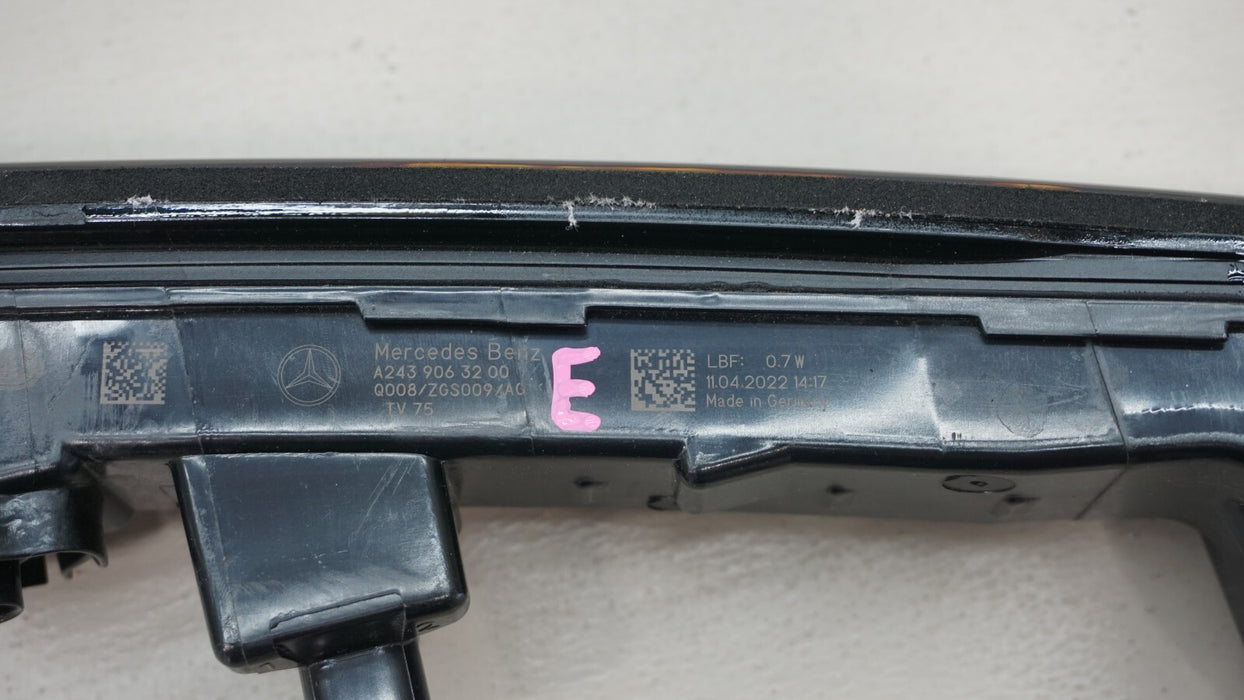 Mercedes Benz
A243 906 32 00
Q008/ZGS009/AG
TV 75
E
LBF: 0.7 W
11.04.2022 14:17
Made in Germany
2